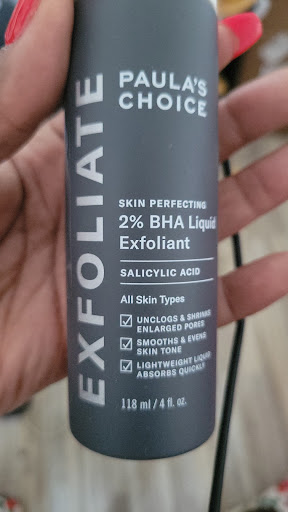 EXFOLIATE
PAULA'S
CHOICE
SKIN PERFECTING
2% BHA Liquid
Exfoliant
SALICYLIC ACID
All Skin Types
UNCLOGS & SHRINKS
ENLARGED PORES
SMOOTHS & EVENS
SKIN TONE
LIGHTWEIGHT LIQUID
ABSORBS QUICKLY
118 ml / 4 fl. oz.